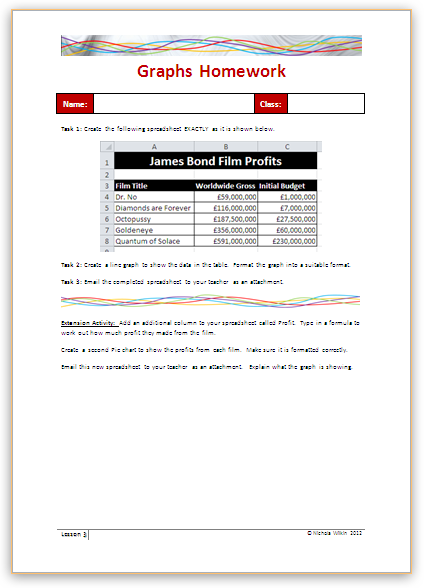 Graphs Homework
Name: Class:
Task 1: Create the following spreadsheet EXACTLY as it is shown below.
A B C
1 James Bond Film Profits
2
3 Film Title Worldwide Gross Initial Budget
4 Dr. No £59,000,000 £1,000,000
5 Diamonds are Forever £116,000,000 £7,000,000
6 Octopussy £187,500,000 £27,500,000
7 Goldeneye £356,000,000 £60,000,000
8 Quantum of Solace £591,000,000 £230,000,000
Task 2: Create a line graph to show the data in the table. Format the graph into a suitable format.
Task 3: Email the completed spreadsheet to your teacher as an attachment.
Extension Activity: Add an additional column to your spreadsheet called Profit. Type in a formula to
work out how much profit they made from the film.
Create a second Pie chart to show the profits from each film. Make sure it is formatted correctly.
Email this new spreadsheet to your teacher as an attachment. Explain what the graph is showing.
Lesson 3 © Nichola Wilkin 2012